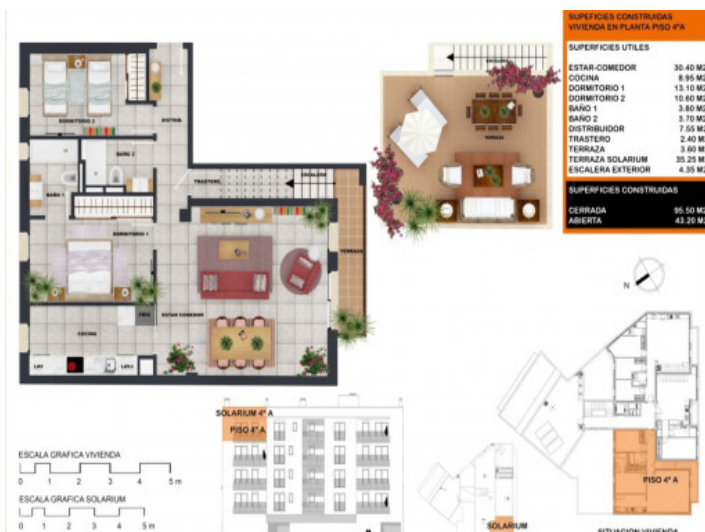 SUPEFICIES CONSTRUIDAS
VIVIENDA EN PLANTA PISO 4ºA
SUPERFICIES UTILES
ESTAR-COMEDOR 30.40 M2
COCINA 8.95 M2
DORMITORIO 1 13.10 M2
DORMITORIO 2 10.60 M2
BAÑO 1 3.80 M2
BAÑO 2 3.70 M2
DISTRIBUIDOR 7.55 M2
TRASTERO 2.40 M2
TERRAZA 3.60 M2
TERRAZA SOLARIUM 35.25 M2
ESCALERA EXTERIOR 4.35 M2
SUPERFICIES CONSTRUIDAS
CERRADA 95.50 M2
ABIERTA 43.20 M2
DORMITORIO 2
DISTRIB.
BAÑO 2
BAÑO 1
TRASTERO
ESCALERA
DORMITORIO 1
TERRAZA
FRIG
ESTAR COMEDOR
COCINA
LAV
LAVJ
ESCALERA
TERRAZA
N
SOLARIUM 4º A
PISO 4º A
PISO 4º A
SOLARIUM
SITUACION VIVIENDA
ESCALA GRAFICA VIVIENDA
0 1 2 3 4 5 m
ESCALA GRAFICA SOLARIUM
0 1 2 3 4 5 m